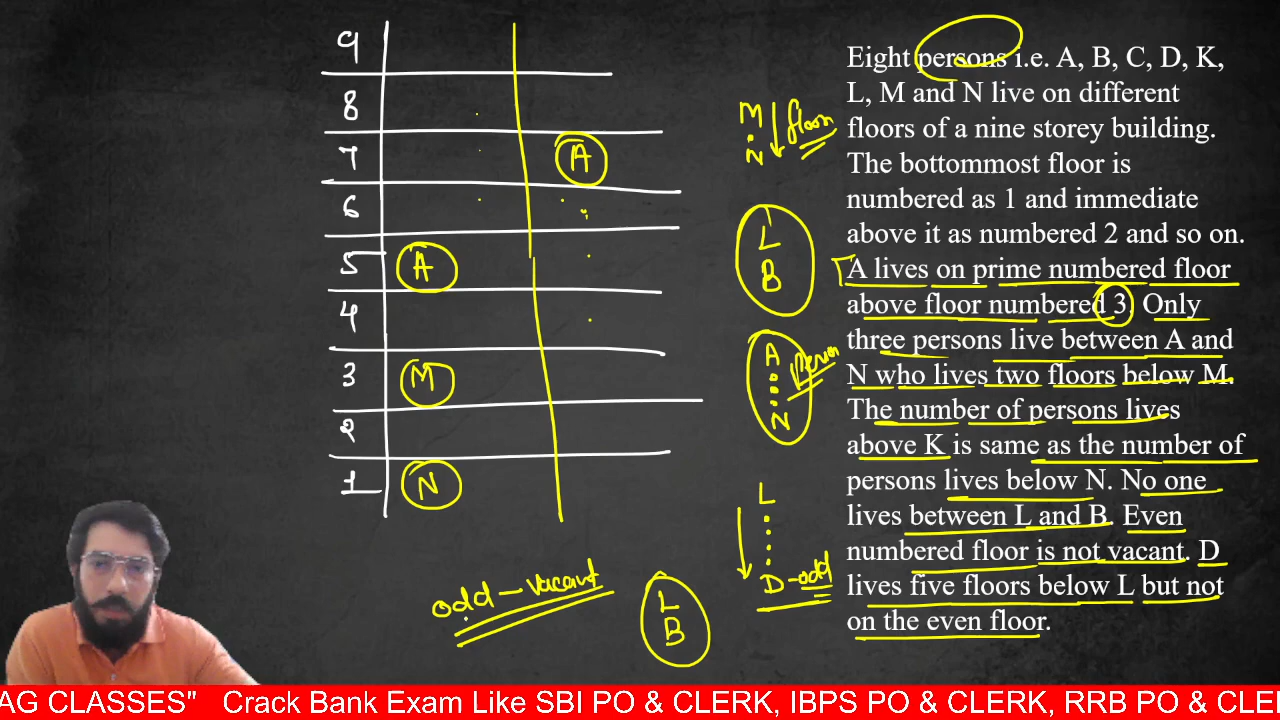 9
8
7 A
6
5 A
4
3 M
2
1 N
M
N
floor
L
B
A
N
Person
L
D-odd
odd - vacant
L
B
Eight persons i.e. A, B, C, D, K,
L, M and N live on different
floors of a nine storey building.
The bottommost floor is
numbered as 1 and immediate
above it as numbered 2 and so on.
A lives on prime numbered floor
above floor numbered 3. Only
three persons live between A and
N who lives two floors below M.
The number of persons lives
above K is same as the number of
persons lives below N. No one
lives between L and B. Even
numbered floor is not vacant. D
lives five floors below L but not
on the even floor.
AG CLASSES" Crack Bank Exam Like SBI PO & CLERK, IBPS PO & CLERK, RRB PO & CLE